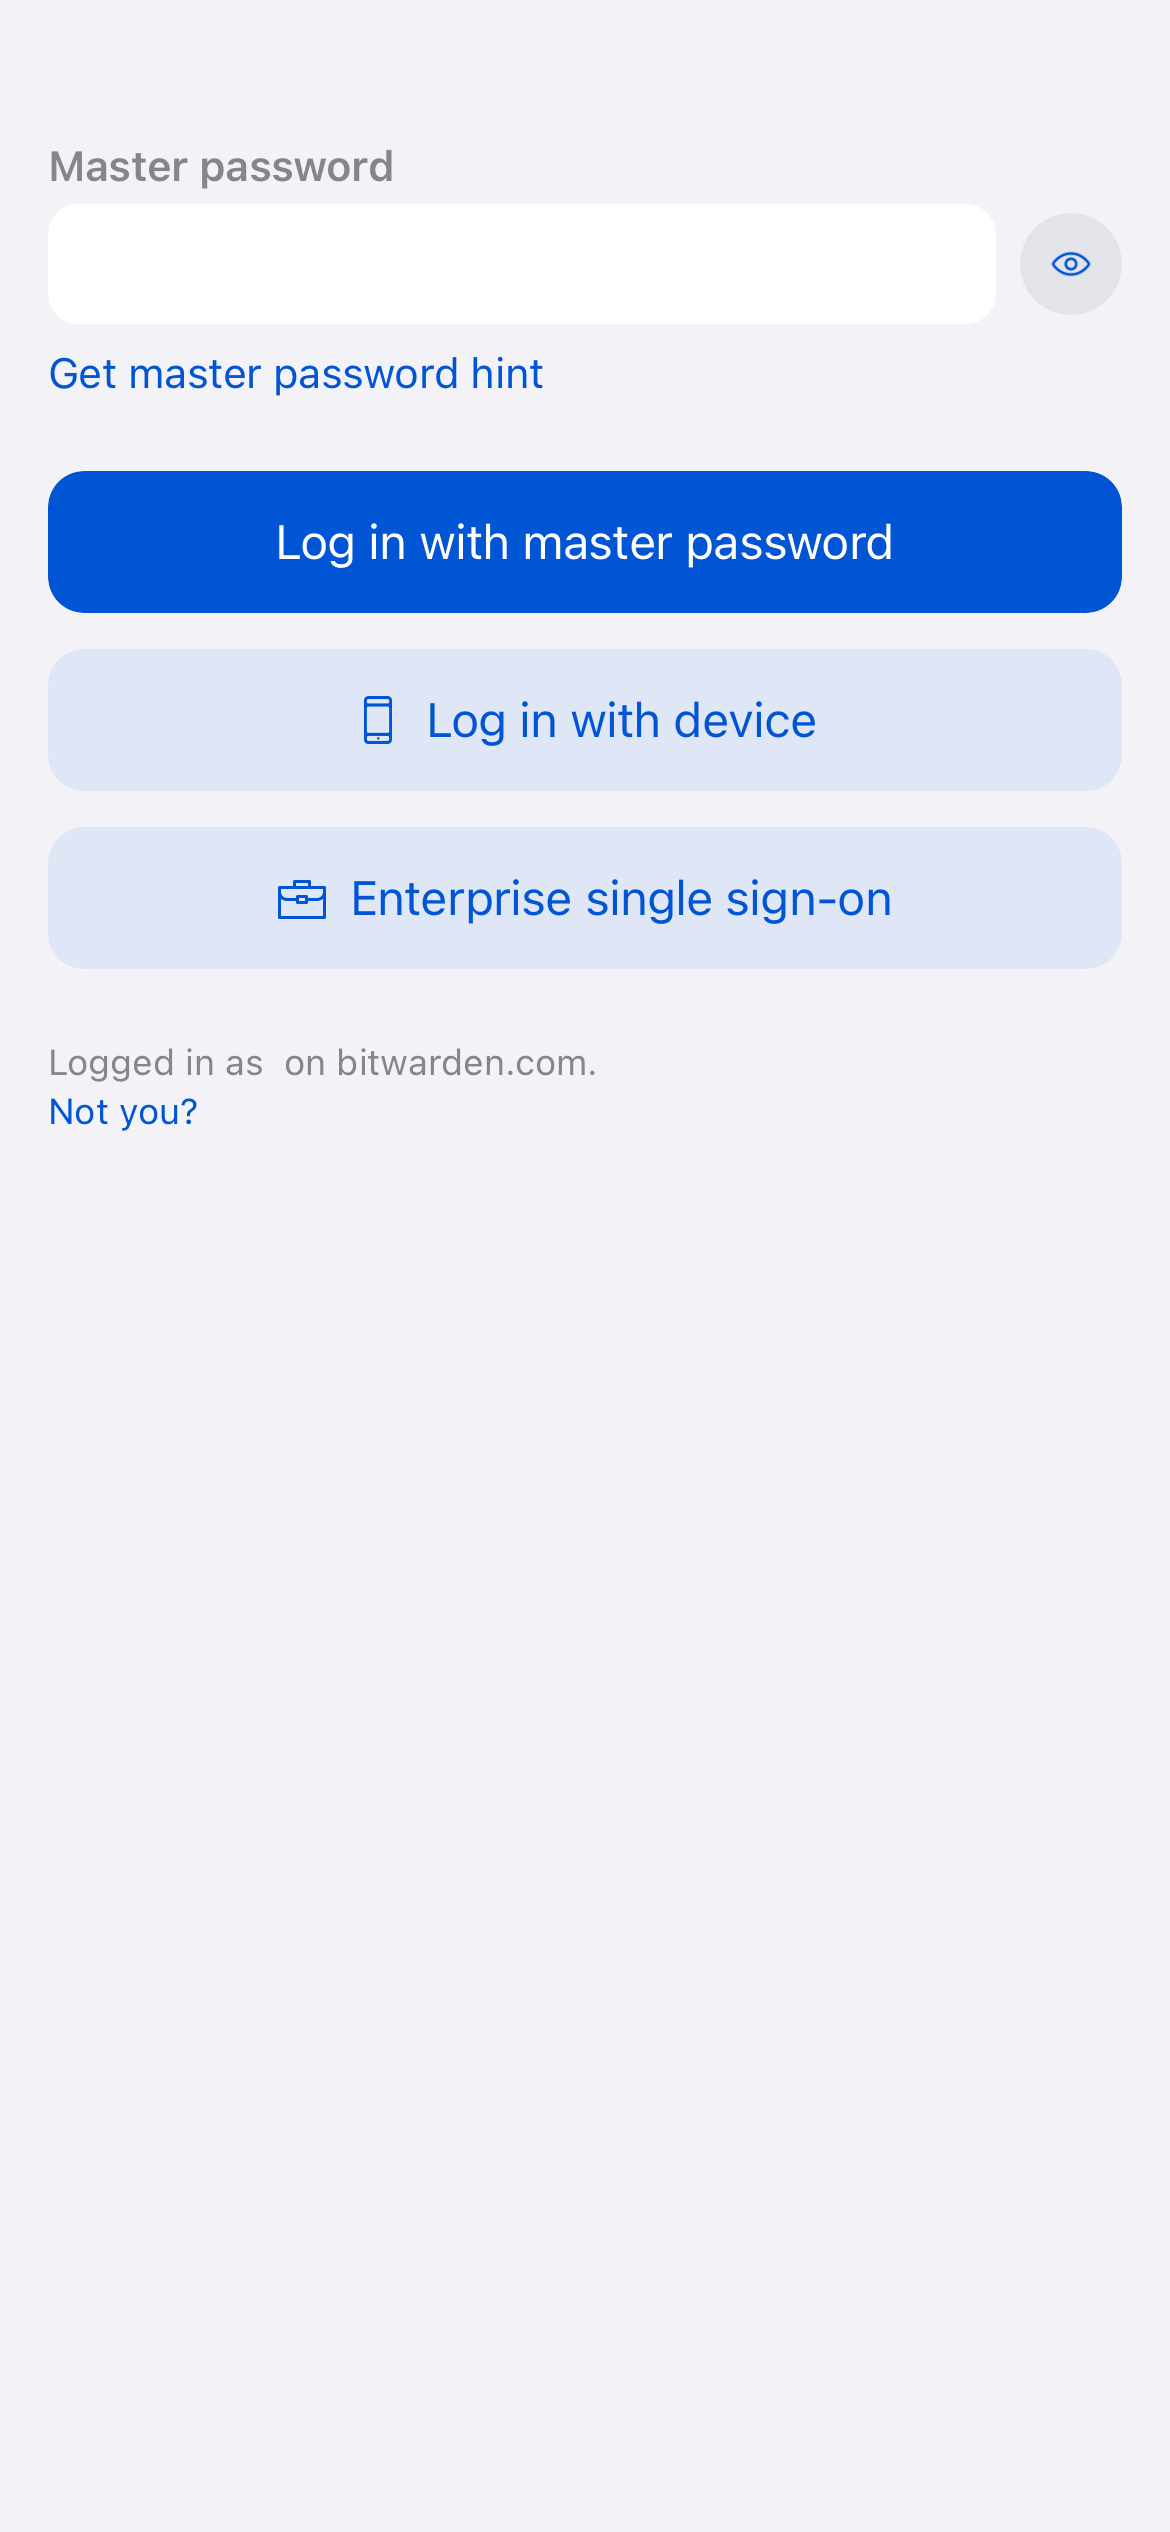 Master password
Get master password hint
Log in with master password
Log in with device
Enterprise single sign-on
Logged in as  on bitwarden.com.
Not you?